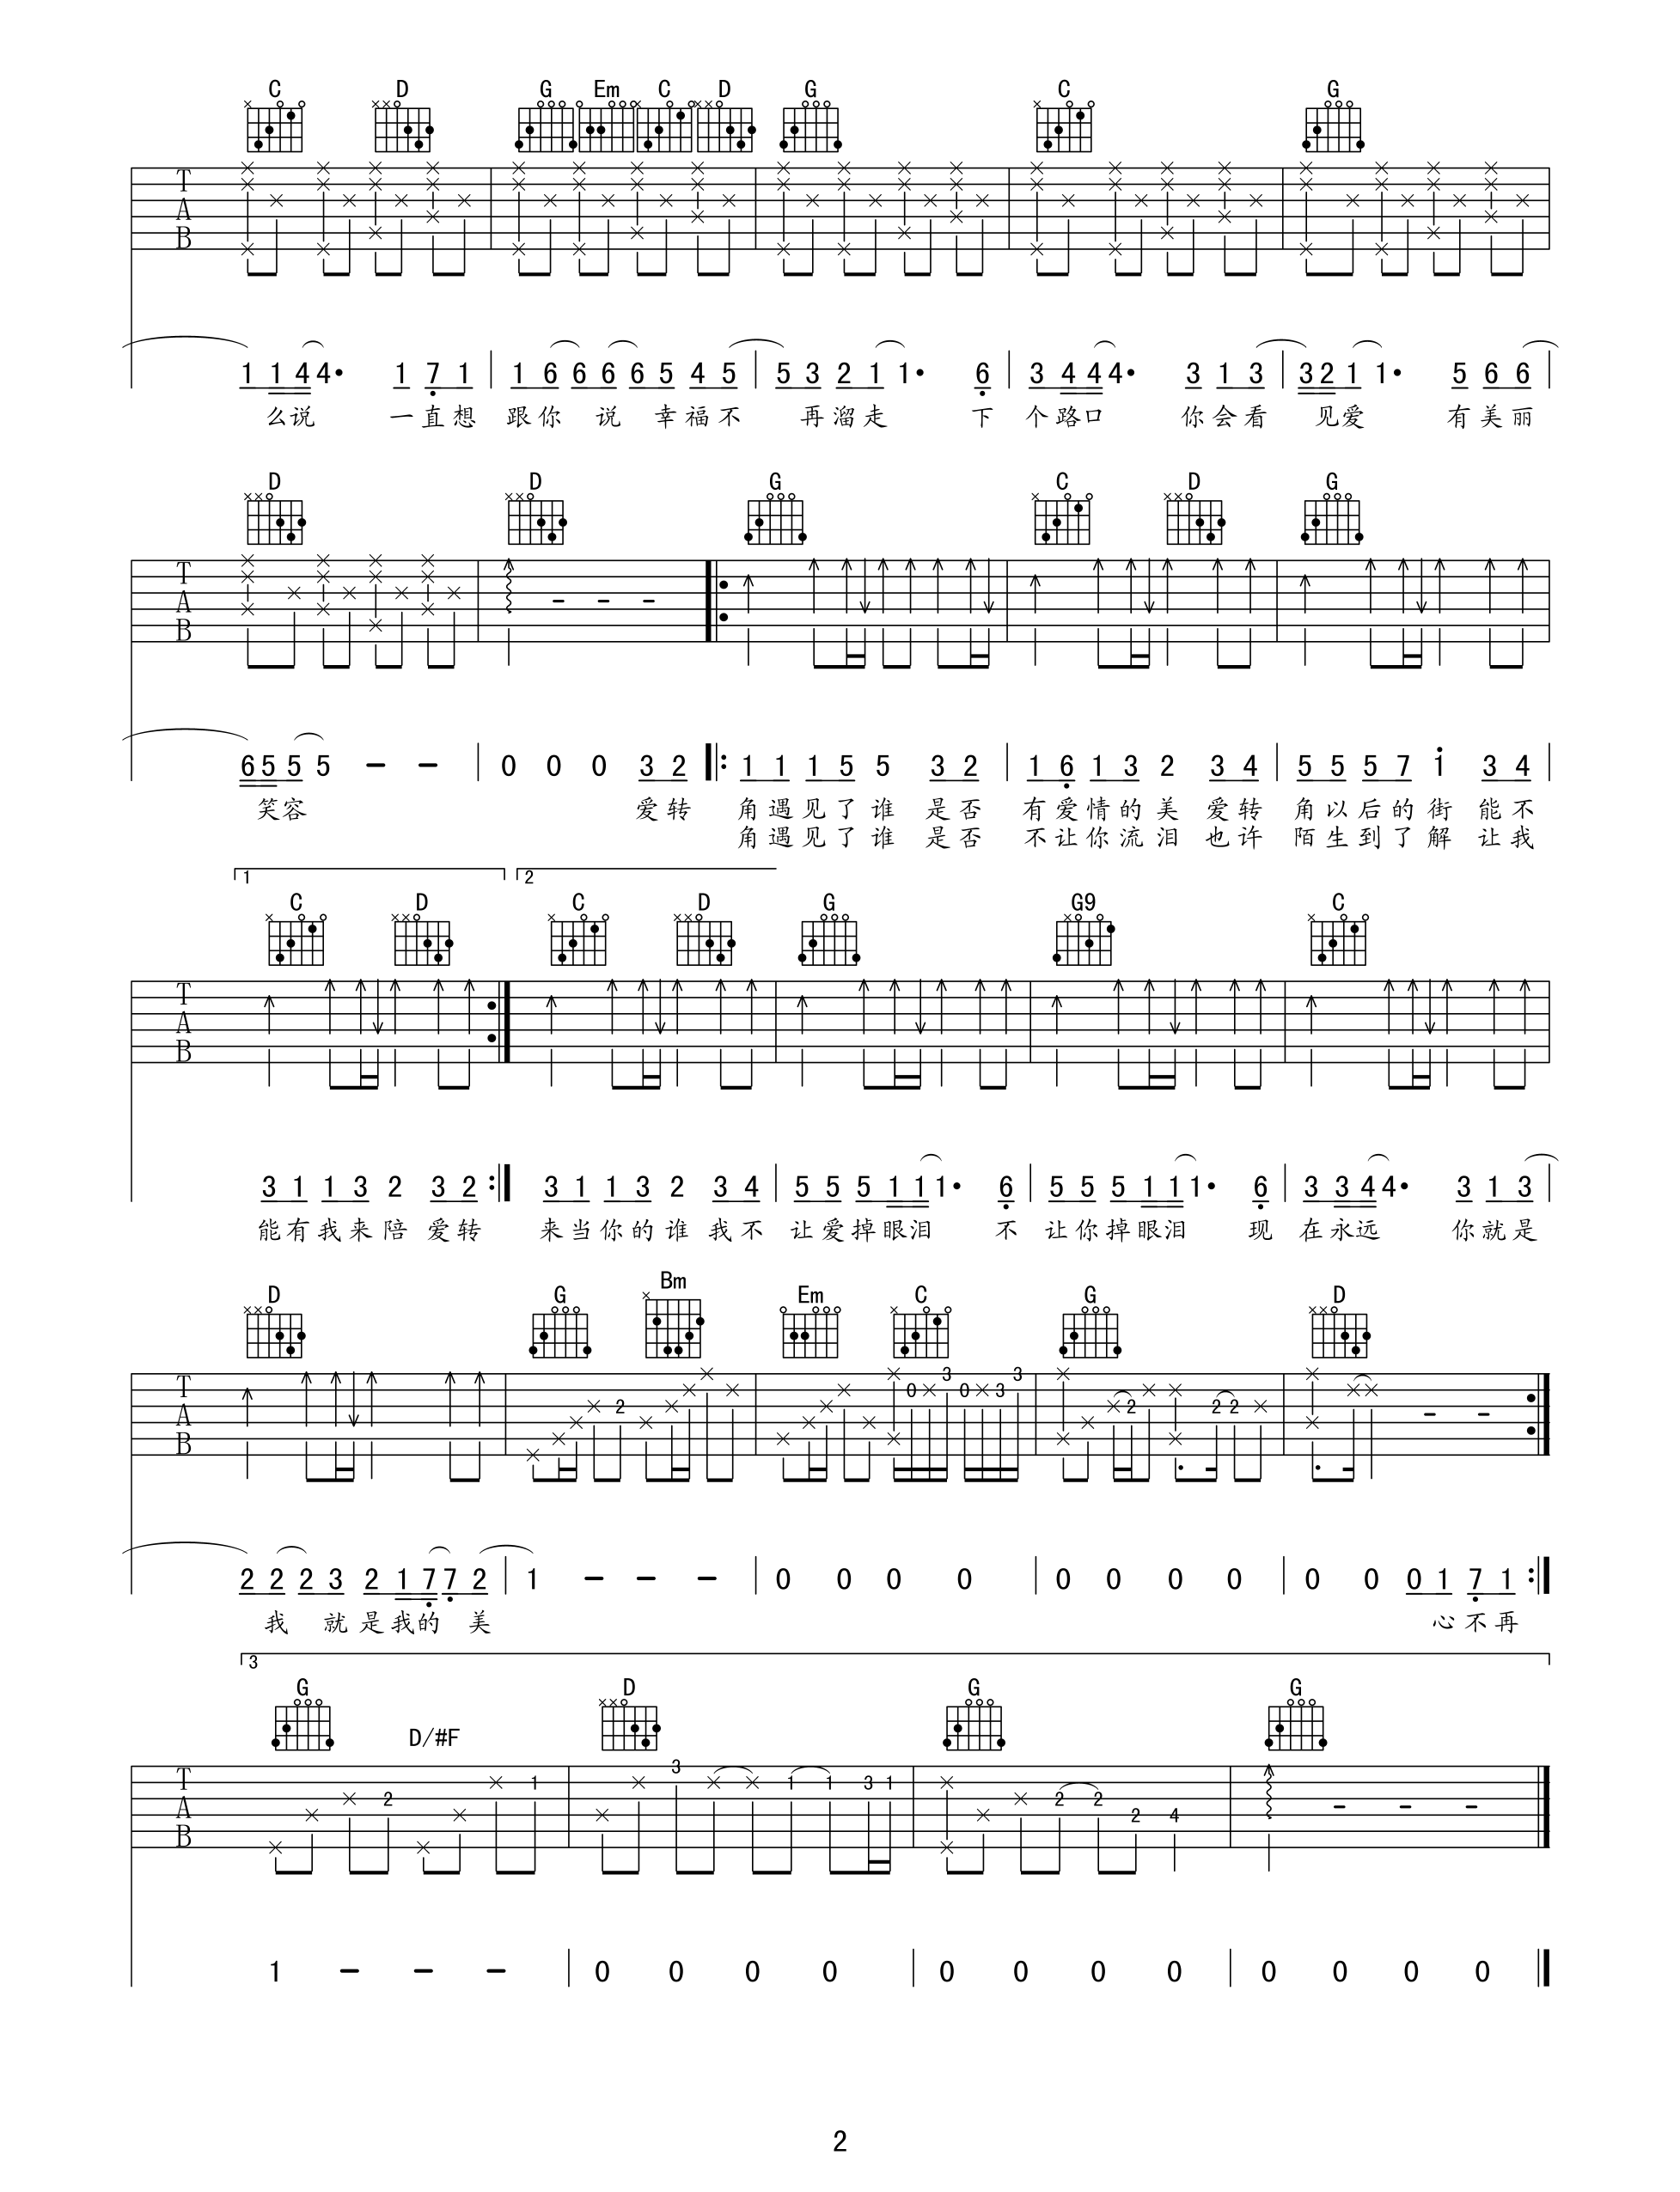 C D G Em C D G C G
T
A
B
1 1 4 4· 1 7 1 1 6 6 6 6 5 4 5 5 3 2 1 1· 6 3 4 4 4· 3 1 3 3 2 1 1· 5 6 6
么说 一直想 跟你 说 幸福不 再溜走 下 个路口 你会看 见爱 有美丽
D D G C D G
T
A
B
6 5 5 5 - - 0 0 0 3 2 1 1 1 5 5 3 2 1 6 1 3 2 3 4 5 5 5 7 1 3 4
笑容 爱转 角遇见了谁 是否 有爱情的美 爱转 角以后的街 能不
角遇见了谁 是否 不让你流泪 也许 陌生到了解 让我
1 2
C D C D G G9 C
T
A
B
3 1 1 3 2 3 2 3 1 1 3 2 3 4 5 5 5 1 1 1· 6 5 5 5 1 1 1· 6 3 3 4 4· 3 1 3
能有我来陪 爱转 来当你的谁 我不 让爱掉眼泪 不 让你掉眼泪 现 在永远 你就是
D G Bm Em C G D
3 3
0 0 3
2 2 2 2
T
A
B
2 2 2 3 2 1 7 7 2 1 - - - 0 0 0 0 0 0 0 0 0 0 0 1 7 1
我 就是我的 美 心不再
3
G D/#F D G G
3
1 1 1 3 1
2 2 2
2 4
T
A
B
1 - - - 0 0 0 0 0 0 0 0 0 0 0 0
2